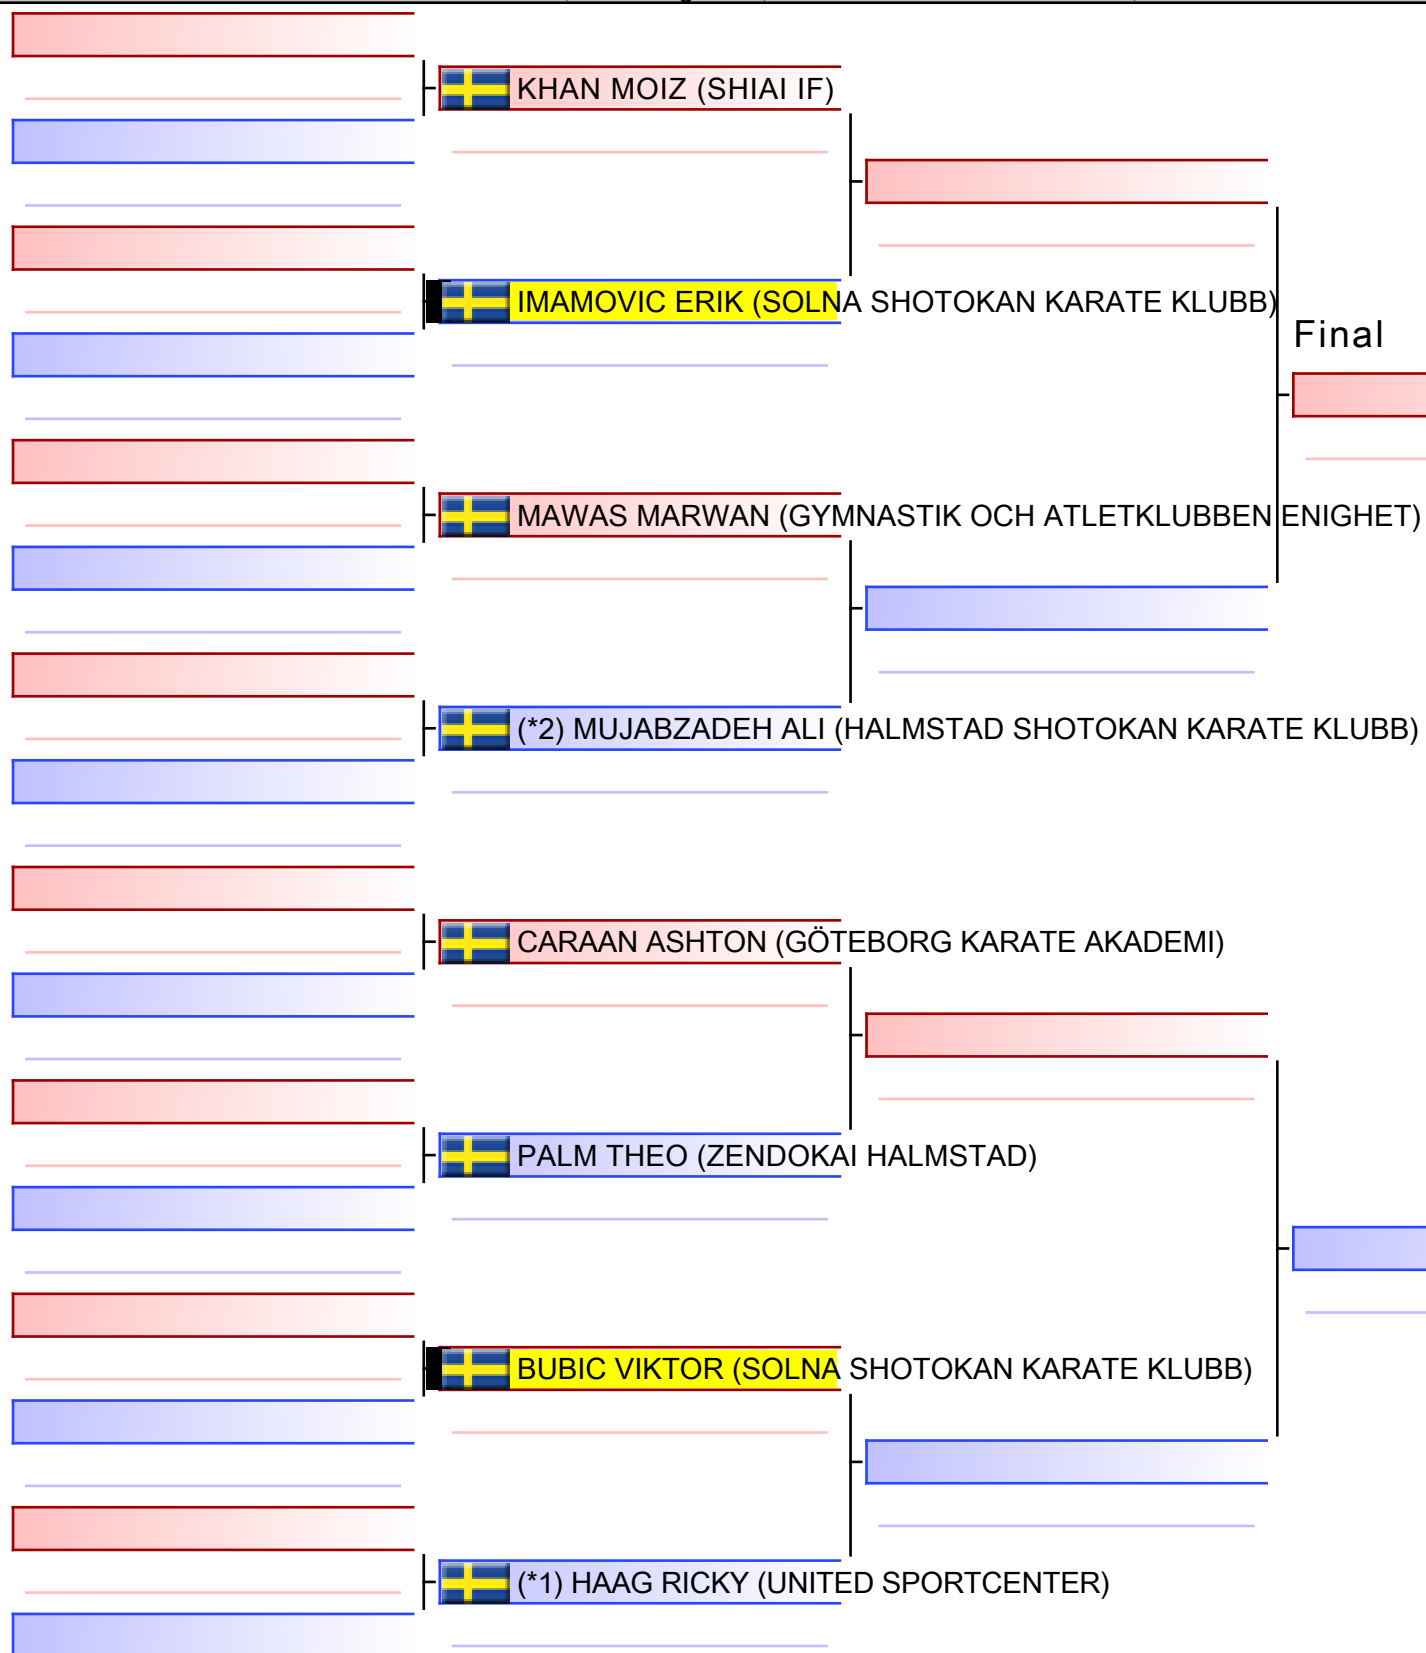 KHAN MOIZ (SHIAI IF)
IMAMOVIC ERIK (SOLNA SHOTOKAN KARATE KLUBB)
Final
MAWAS MARWAN (GYMNASTIK OCH ATLETKLUBBEN ENIGHET)
(*2) MUJABZADEH ALI (HALMSTAD SHOTOKAN KARATE KLUBB)
CARAAN ASHTON (GÖTEBORG KARATE AKADEMI)
PALM THEO (ZENDOKAI HALMSTAD)
BUBIC VIKTOR (SOLNA SHOTOKAN KARATE KLUBB)
(*1) HAAG RICKY (UNITED SPORTCENTER)